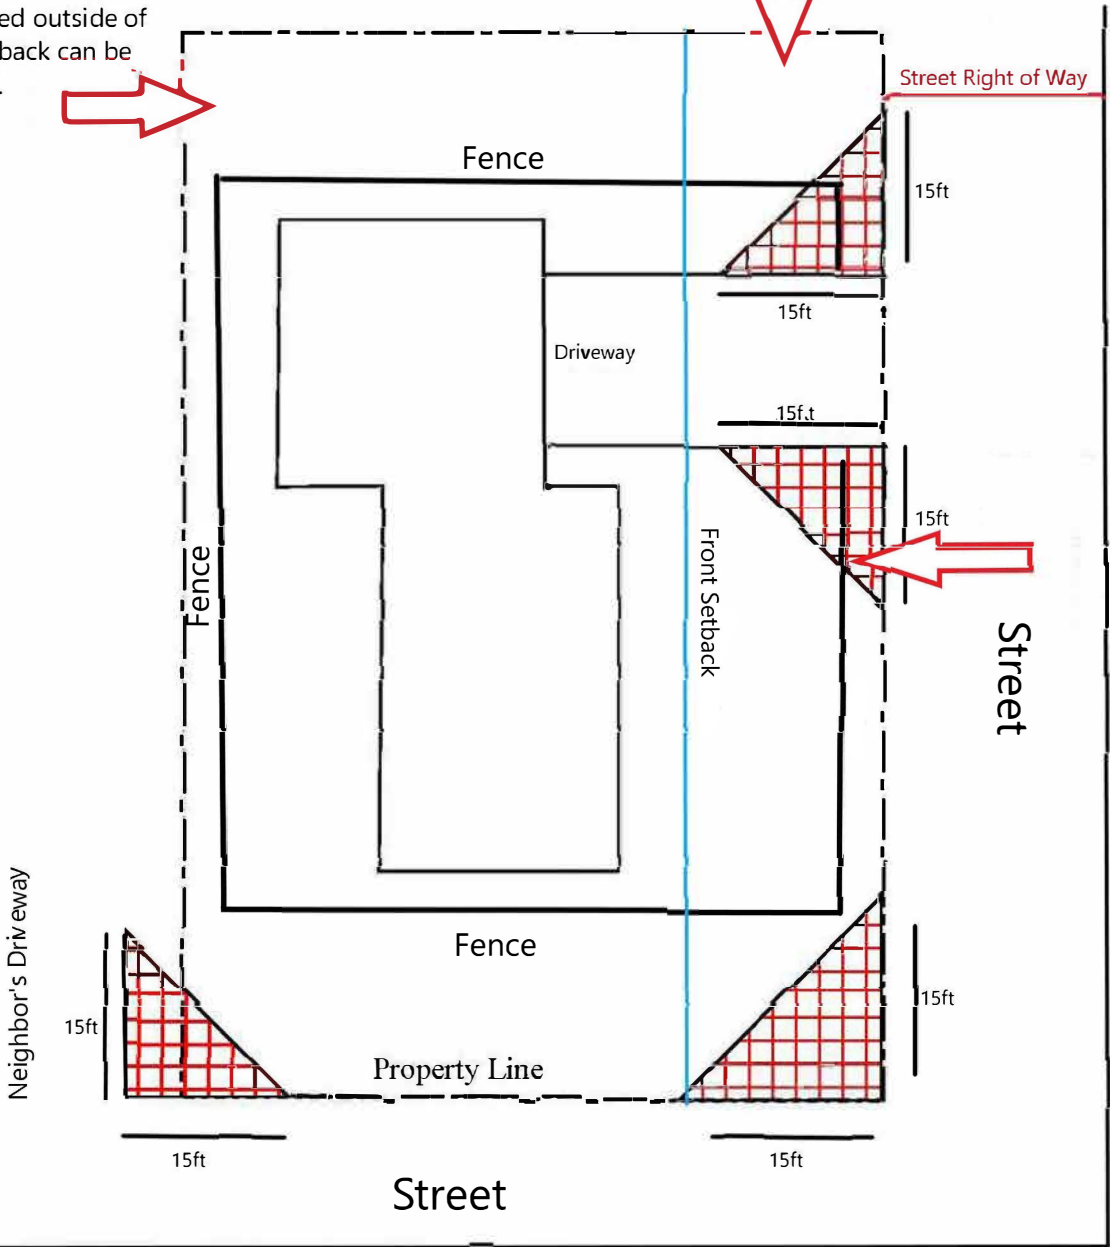 ed outside of
back can be
.
Street Right of Way
Fence
15ft
15ft
Driveway
15f.t
15ft
Front Setback
Fence
Street
Fence
Neighbor's Driveway
15ft
15ft
Property Line
15ft
15ft
Street